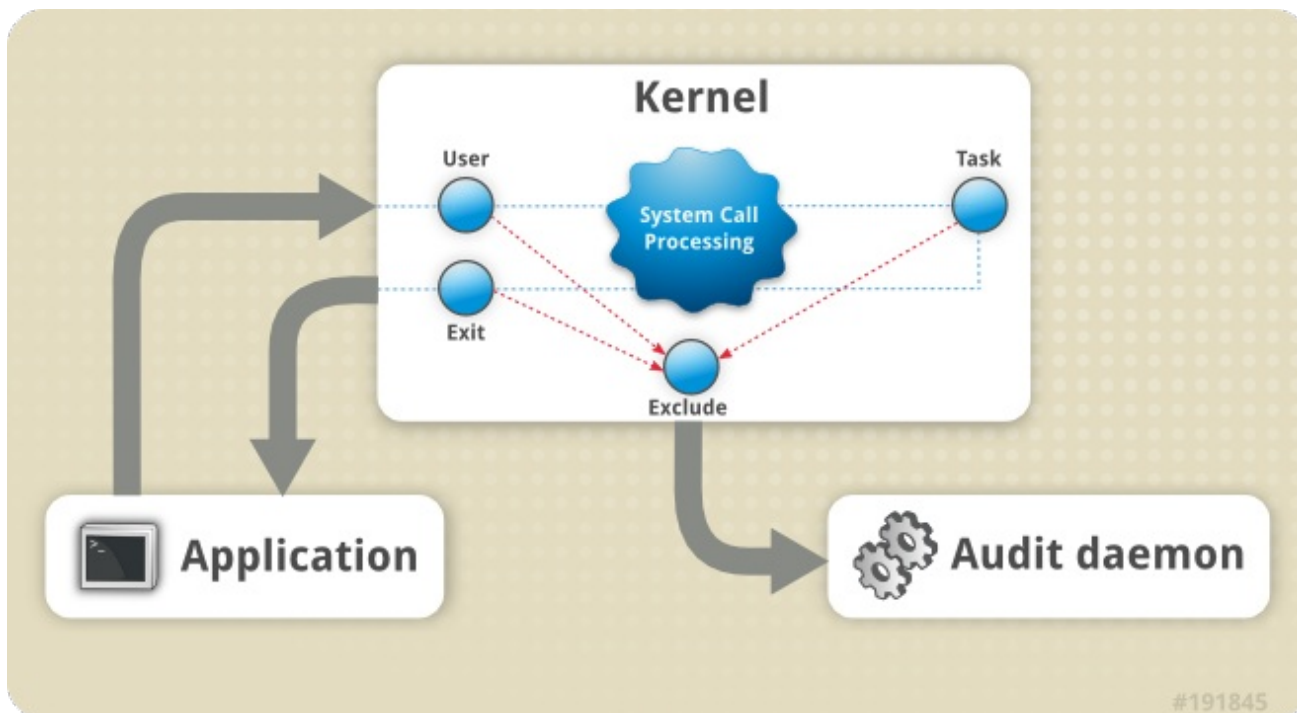 Kernel
User
Task
System Call
Processing
Exit
Exclude
>_
Application
Audit daemon
#191845